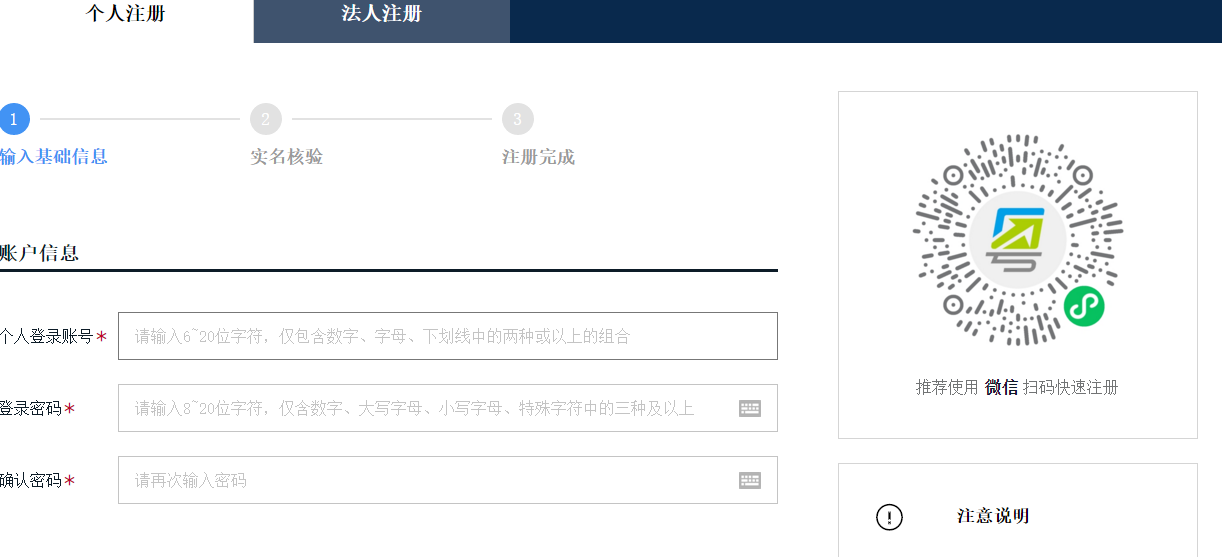 个人注册 法人注册
1 2 3
输入基础信息 实名核验 注册完成
账户信息
个人登录账号* 请输入6~20位字符，仅包含数字、字母、下划线中的两种或以上的组合
登录密码* 请输入8~20位字符，仅含数字、大写字母、小写字母、特殊字符中的三种及以上
确认密码* 请再次输入密码
粤
推荐使用 微信 扫码快速注册
注意说明